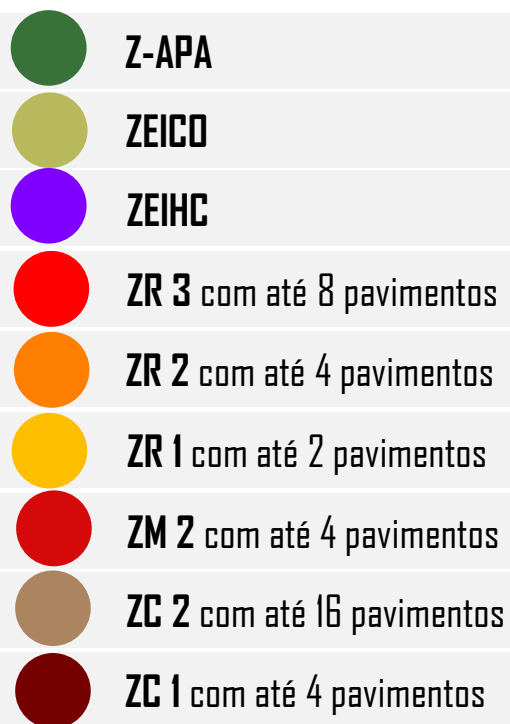 Z-APA
ZEICO
ZEIHC
ZR 3 com até 8 pavimentos
ZR 2 com até 4 pavimentos
ZR 1 com até 2 pavimentos
ZM 2 com até 4 pavimentos
ZC 2 com até 16 pavimentos
ZC 1 com até 4 pavimentos